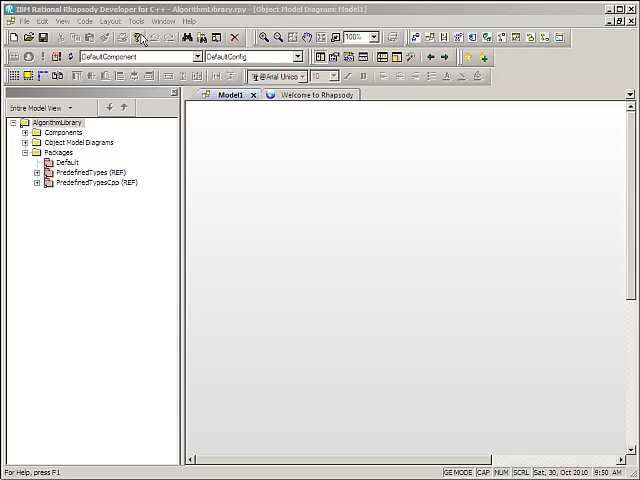 IBM Rational Rhapsody Developer for C++ - AlgorithmLibrary.rpy - [Object Model Diagram: Model1]
File Edit View Code Layout Tools Window Help
100%
DefaultComponent DefaultConfig
@Arial Unico 10
Entire Model View
Model1 Welcome to Rhapsody
AlgorithmLibrary
Components
Object Model Diagrams
Packages
Default
PredefinedTypes (REF)
PredefinedTypesCpp (REF)
For Help, press F1 GE MODE CAP NUM SCRL Sat, 30, Oct 2010 9:50 AM